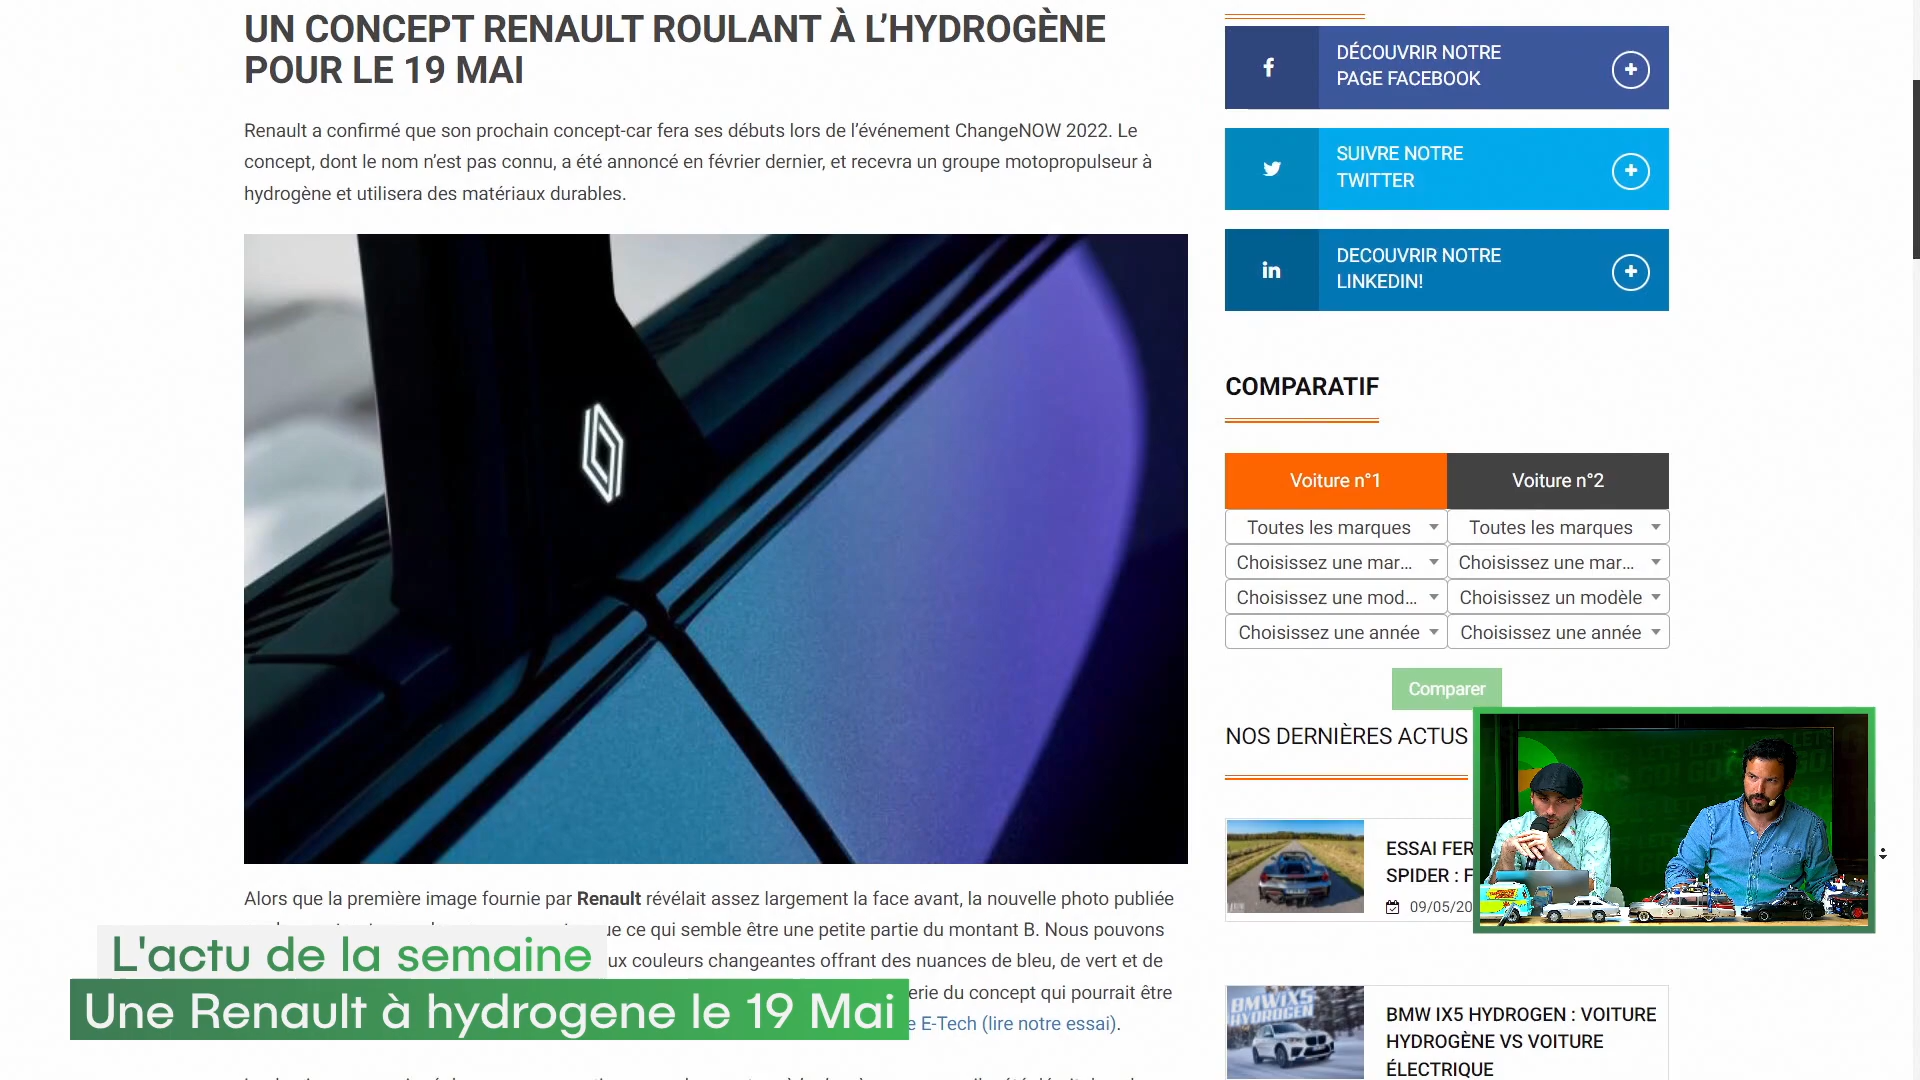 UN CONCEPT RENAULT ROULANT À L’HYDROGÈNE
POUR LE 19 MAI
Renault a confirmé que son prochain concept-car fera ses débuts lors de l’événement ChangeNOW 2022. Le
concept, dont le nom n’est pas connu, a été annoncé en février dernier, et recevra un groupe motopropulseur à
hydrogène et utilisera des matériaux durables.
Alors que la première image fournie par Renault révélait assez largement la face avant, la nouvelle photo publiée
ce qui semble être une petite partie du montant B. Nous pouvons
couleurs changeantes offrant des nuances de bleu, de vert et de
du concept qui pourrait être
E-Tech (lire notre essai).
L'actu de la semaine
Une Renault à hydrogene le 19 Mai
DÉCOUVRIR NOTRE
PAGE FACEBOOK
SUIVRE NOTRE
TWITTER
DECOUVRIR NOTRE
LINKEDIN!
COMPARATIF
Voiture n°1 Voiture n°2
Toutes les marques Toutes les marques
Choisissez une mar... Choisissez une mar...
Choisissez une mod... Choisissez un modèle
Choisissez une année Choisissez une année
Comparer
NOS DERNIÈRES ACTUS
ESSAI FER
SPIDER : F
09/05/20
BMW IX5 HYDROGEN : VOITURE
HYDROGÈNE VS VOITURE
ÉLECTRIQUE
BMW iX5
HYDROGEN